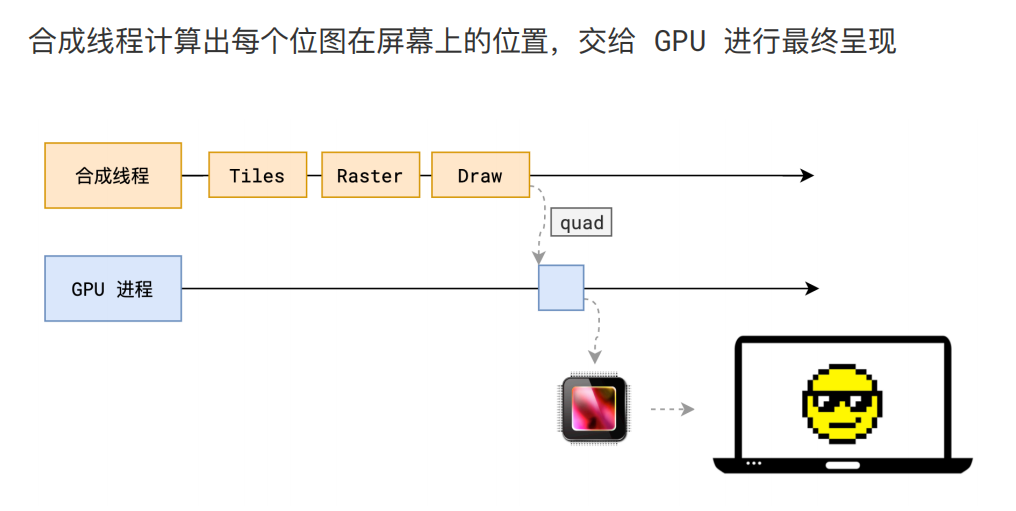 合成线程计算出每个位图在屏幕上的位置，交给 GPU 进行最终呈现
合成线程
Tiles
Raster
Draw
quad
GPU 进程